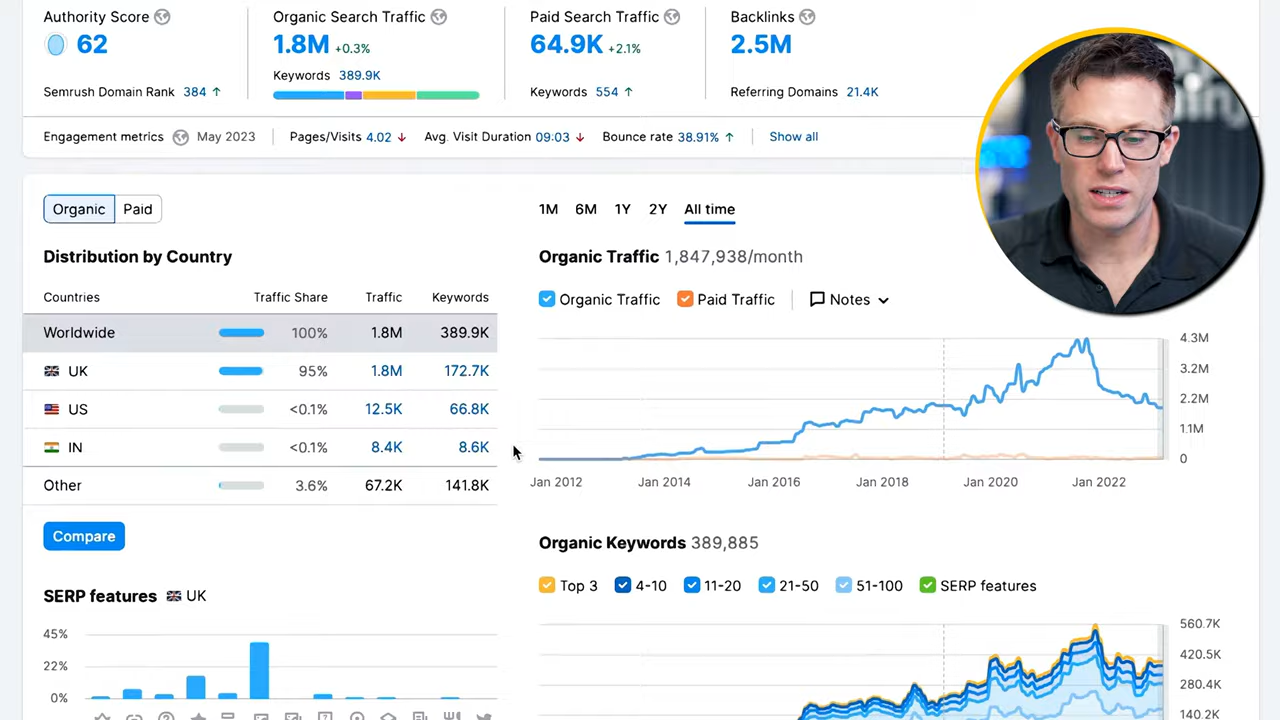 Authority Score
62
Semrush Domain Rank 384 ↑
Organic Search Traffic
1.8M +0.3%
Keywords 389.9K
Paid Search Traffic
64.9K +2.1%
Keywords 554 ↑
Backlinks
2.5M
Referring Domains 21.4K
Engagement metrics May 2023 Pages/Visits 4.02 ↓ Avg. Visit Duration 09:03 ↓ Bounce rate 38.91% ↑ Show all
Organic Paid
Distribution by Country
Countries Traffic Share Traffic Keywords
Worldwide 100% 1.8M 389.9K
UK 95% 1.8M 172.7K
US <0.1% 12.5K 66.8K
IN <0.1% 8.4K 8.6K
Other 3.6% 67.2K 141.8K
Compare
SERP features UK
45%
22%
0%
1M 6M 1Y 2Y All time
Organic Traffic 1,847,938/month
Organic Traffic Paid Traffic Notes
4.3M
3.2M
2.2M
1.1M
0
Jan 2012 Jan 2014 Jan 2016 Jan 2018 Jan 2020 Jan 2022
Organic Keywords 389,885
Top 3 4-10 11-20 21-50 51-100 SERP features
560.7K
420.5K
280.4K
140.2K